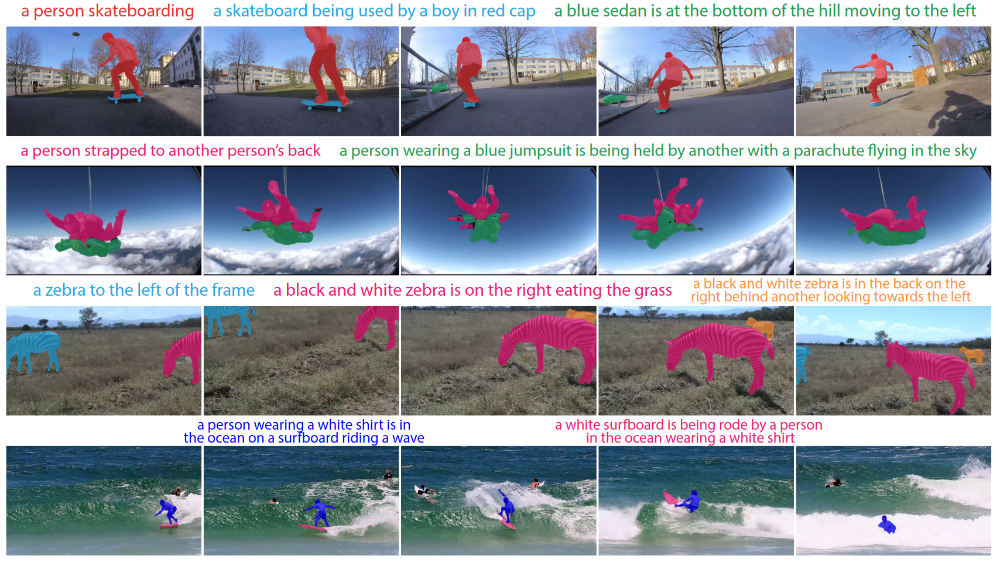 a person skateboarding
a skateboard being used by a boy in red cap
a blue sedan is at the bottom of the hill moving to the left
a person strapped to another person's back
a person wearing a blue jumpsuit is being held by another with a parachute flying in the sky
a zebra to the left of the frame
a black and white zebra is on the right eating the grass
a black and white zebra is in the back on the
right behind another looking towards the left
a person wearing a white shirt is in
the ocean on a surfboard riding a wave
a white surfboard is being rode by a person
in the ocean wearing a white shirt